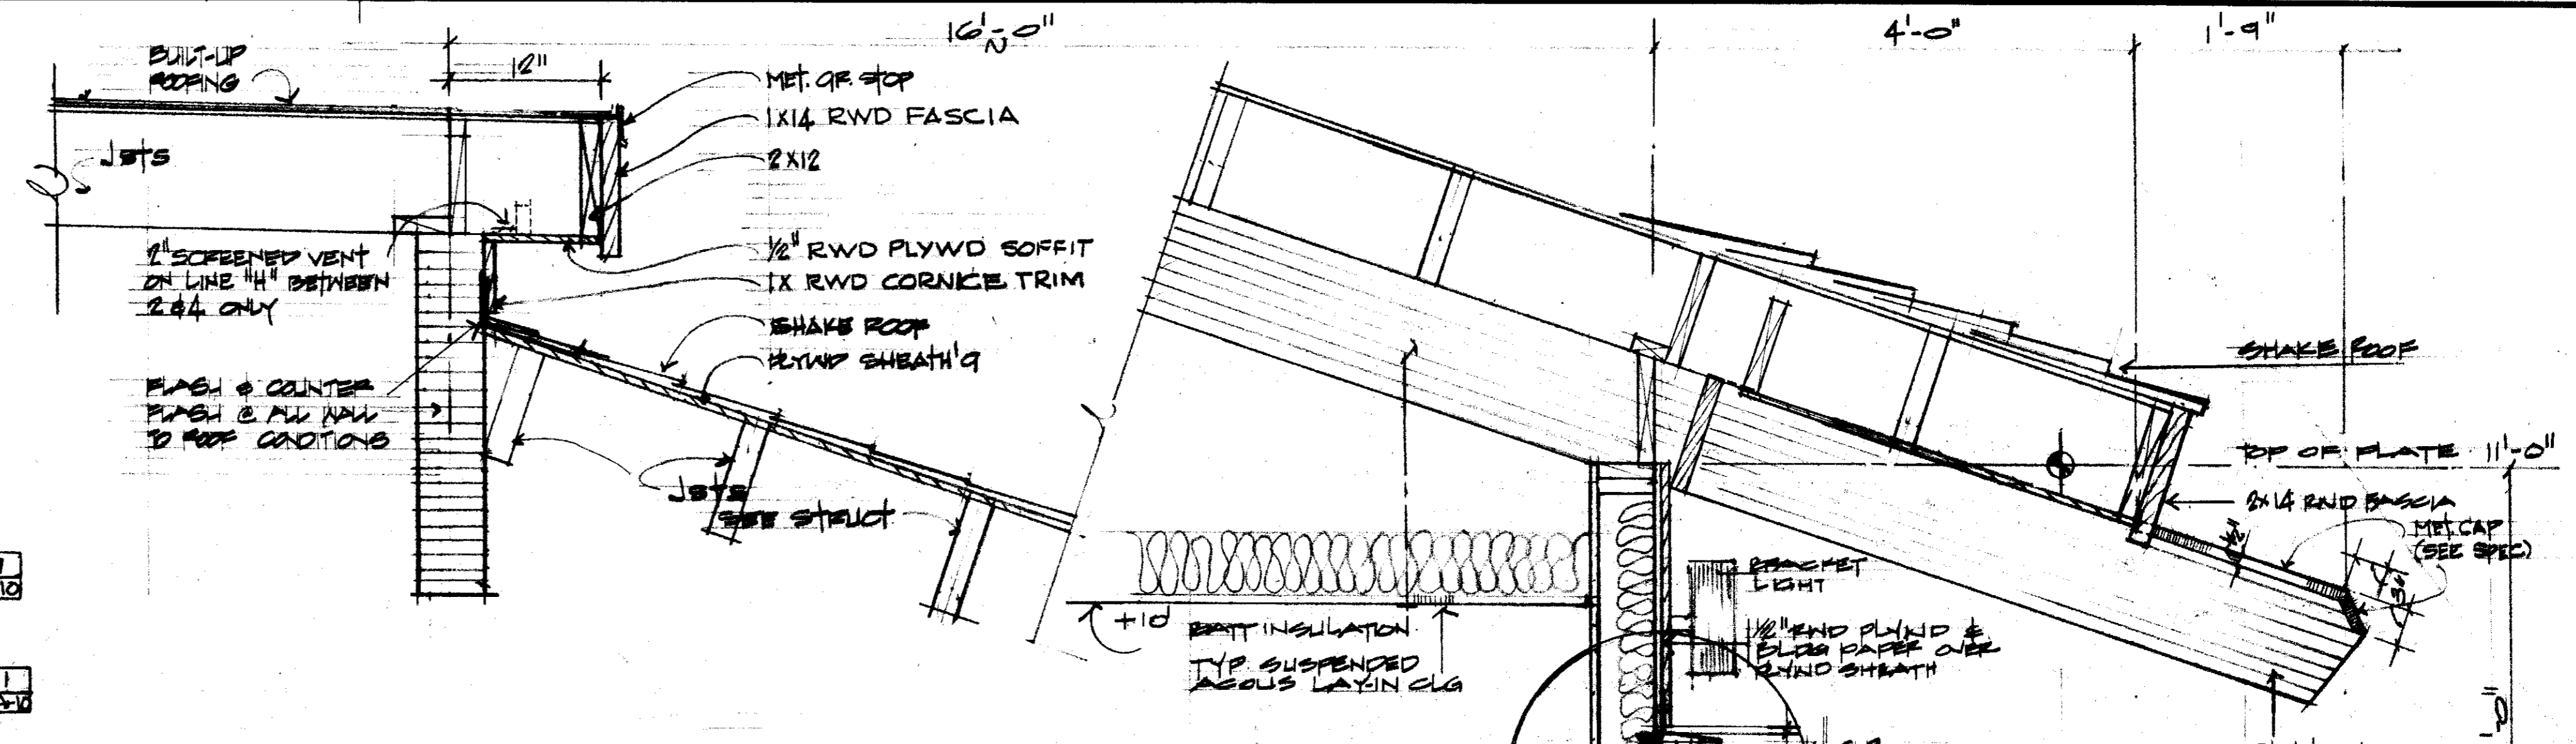 16'-0"
4'-0"
1'-9"
BUILT-UP
ROOFING
12"
MET. GR. STOP
1X14 RWD FASCIA
JSTS
2X12
2" SCREENED VENT
ON LINE "H" BETWEEN
2 & 4 ONLY
1/2" RWD PLYWD SOFFIT
1X RWD CORNICE TRIM
SHAKE ROOF
PLYWD SHEATH'G
FLASH & COUNTER
FLASH @ ALL WALL
TO ROOF CONDITIONS
JSTS
SEE STRUCT
SHAKE ROOF
TOP OF PLATE 11'-0"
2X14 RWD FASCIA
MET. CAP
(SEE SPEC)
BRACKET
LIGHT
+10'
BATT INSULATION
TYP. SUSPENDED
ACOUS LAY-IN CLG
1/2" RWD PLYWD &
BLDG PAPER OVER
PLYWD SHEATH
10
1